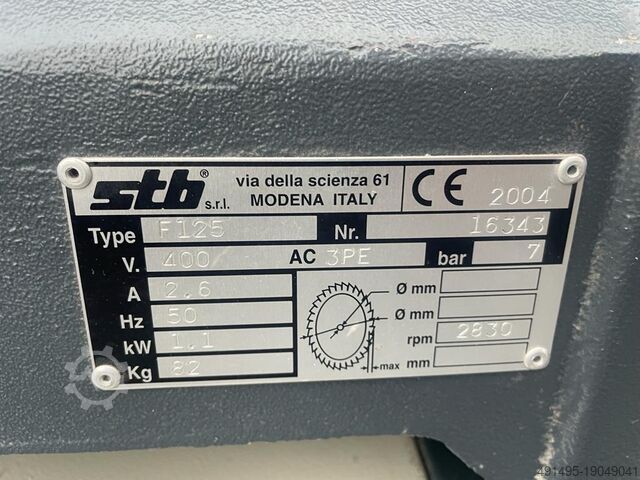 stb® s.r.l. via della scienza 61 MODENA ITALY CE 2004
Type F125 Nr. 16343
V. 400 AC 3PE bar 7
A 2.6 Ø mm
Hz 50 Ø mm
kW 1.1 rpm 2830
Kg 82 max mm
491495-19049041